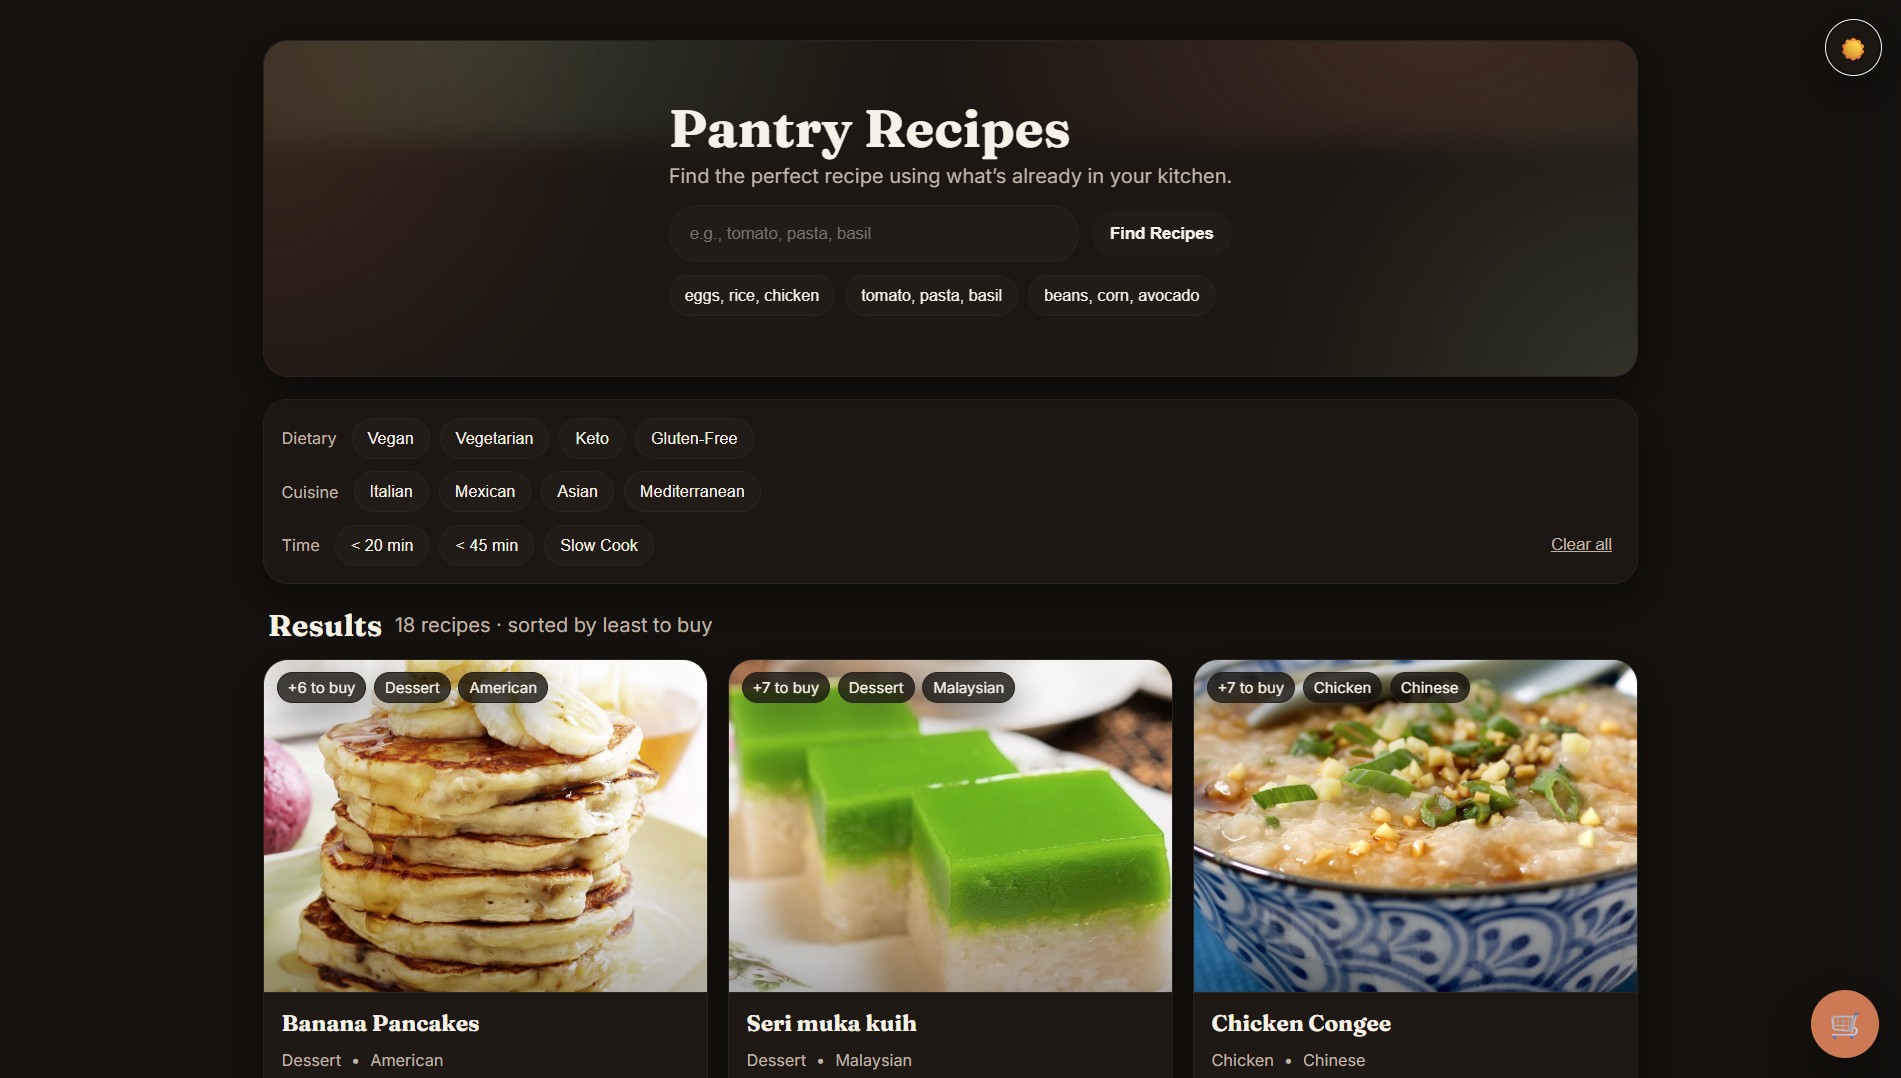 Pantry Recipes
Find the perfect recipe using what’s already in your kitchen.
e.g., tomato, pasta, basil
Find Recipes
eggs, rice, chicken
tomato, pasta, basil
beans, corn, avocado
Dietary Vegan Vegetarian Keto Gluten-Free
Cuisine Italian Mexican Asian Mediterranean
Time < 20 min < 45 min Slow Cook
Clear all
Results 18 recipes · sorted by least to buy
+6 to buy Dessert American
Banana Pancakes
Dessert • American
+7 to buy Dessert Malaysian
Seri muka kuih
Dessert • Malaysian
+7 to buy Chicken Chinese
Chicken Congee
Chicken • Chinese